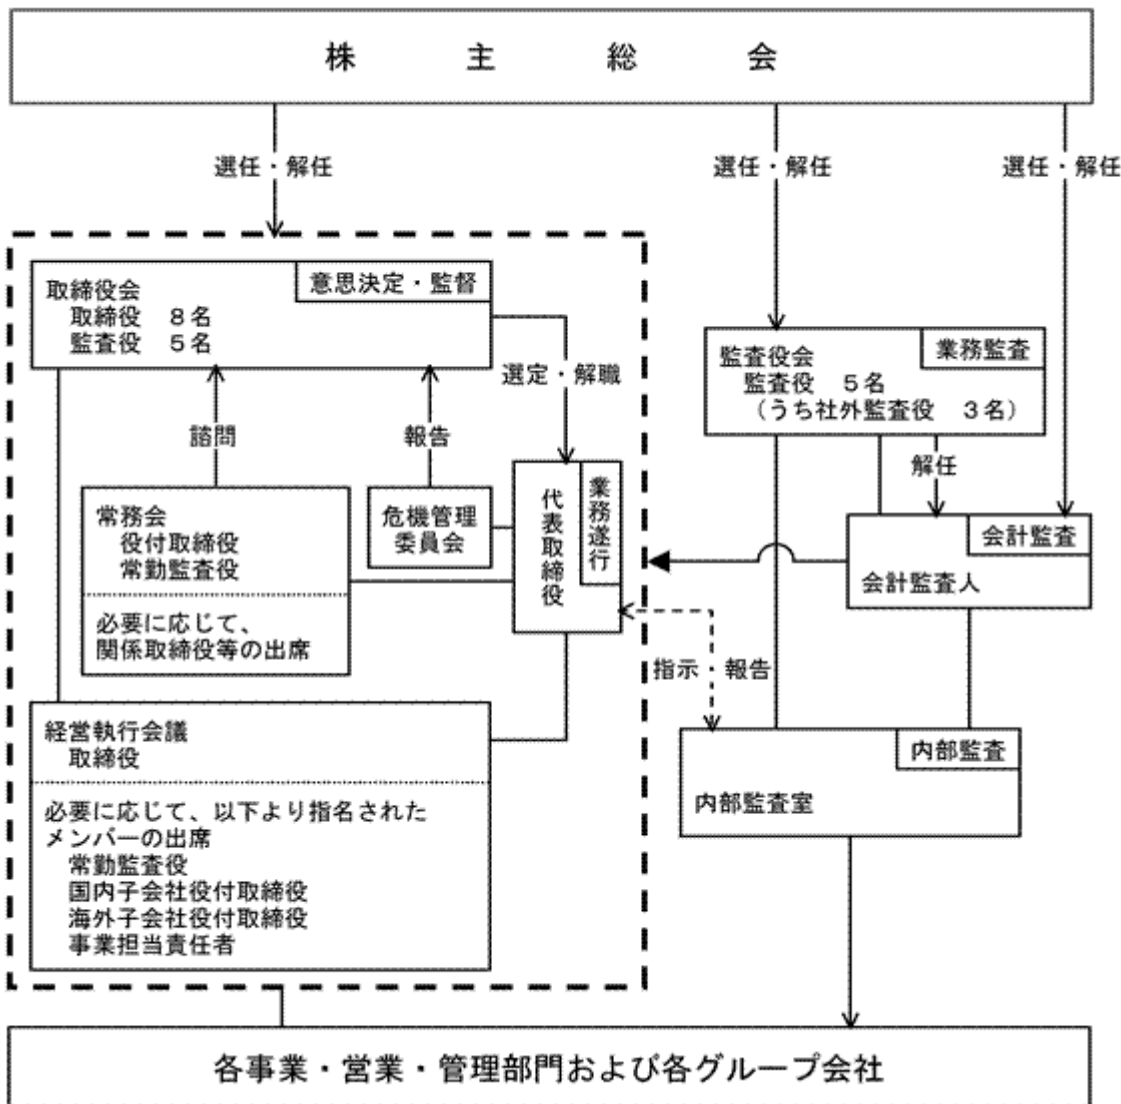 株主総会
選任・解任
選任・解任
選任・解任
意思決定・監督
取締役会
取締役　８名
監査役　５名
選定・解職
諮問
報告
業務監査
監査役会
監査役　５名
（うち社外監査役　３名）
解任
常務会
役付取締役
常勤監査役
必要に応じて、
関係取締役等の出席
危機管理
委員会
代表取締役
業務遂行
会計監査
会計監査人
指示・報告
経営執行会議
取締役
必要に応じて、以下より指名された
メンバーの出席
常勤監査役
国内子会社役付取締役
海外子会社役付取締役
事業担当責任者
内部監査
内部監査室
各事業・営業・管理部門および各グループ会社